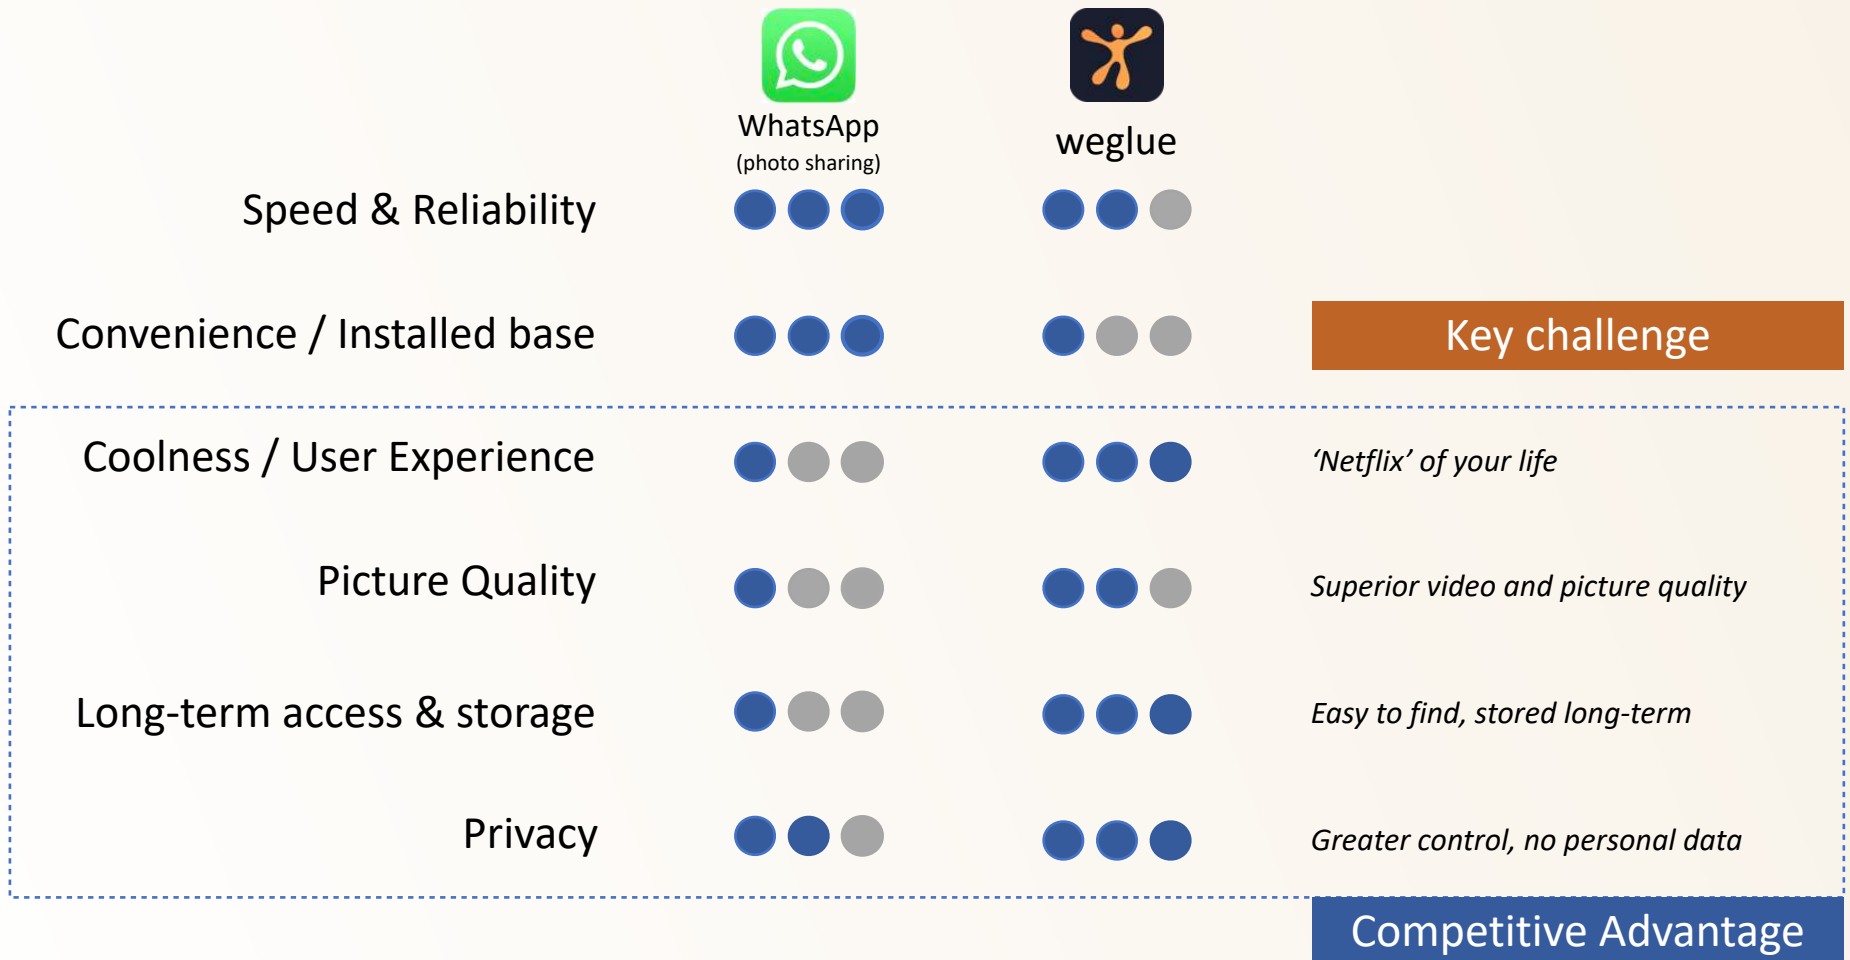 WhatsApp
(photo sharing)
weglue
Speed & Reliability
Convenience / Installed base
Key challenge
Coolness / User Experience
‘Netflix’ of your life
Picture Quality
Superior video and picture quality
Long-term access & storage
Easy to find, stored long-term
Privacy
Greater control, no personal data
Competitive Advantage